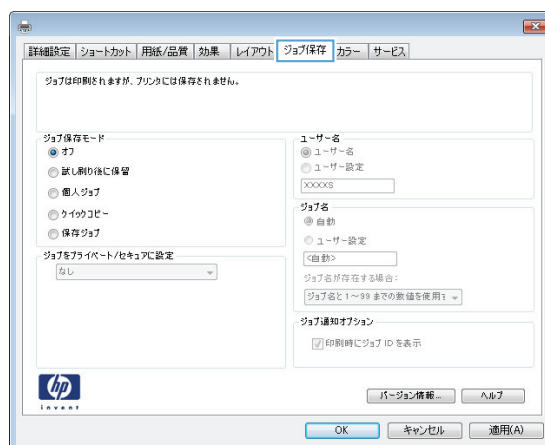 詳細設定 ショートカット 用紙/品質 効果 レイアウト ジョブ保存 カラー サービス
ジョブは印刷されますが、プリンタには保存されません。
ジョブ保存モード
オフ
試し刷り後に保留
個人ジョブ
クイックコピー
保存ジョブ
ジョブをプライベート/セキュアに設定
なし
ユーザー名
ユーザー名
ユーザー設定
XXXXS
ジョブ名
自動
ユーザー設定
<自動>
ジョブ名が存在する場合:
ジョブ名と1～99までの数値を使用
ジョブ通知オプション
印刷時にジョブ ID を表示
hp
invent
バージョン情報... ヘルプ
OK キャンセル 適用(A)